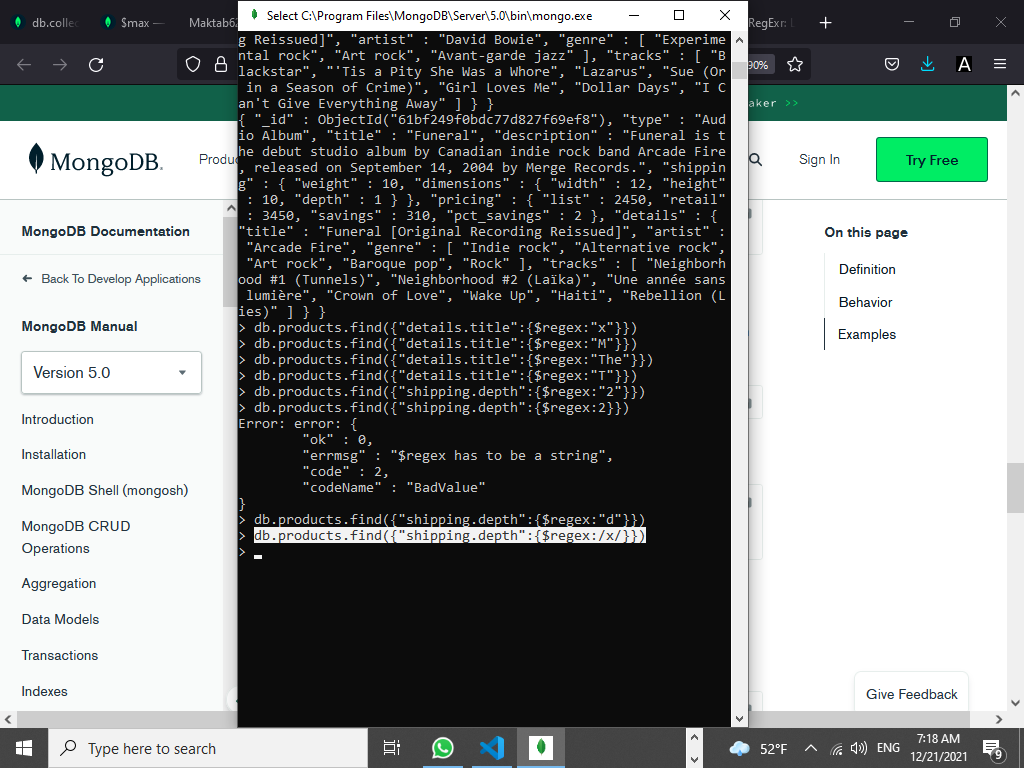 db.collec
$max —
Maktab62
RegExr: L
Select C:\Program Files\MongoDB\Server\5.0\bin\mongo.exe
90%
aker >>
MongoDB.
Produc
Sign In
Try Free
MongoDB Documentation
Back To Develop Applications
MongoDB Manual
Version 5.0
Introduction
Installation
MongoDB Shell (mongosh)
MongoDB CRUD
Operations
Aggregation
Data Models
Transactions
Indexes
g Reissued]", "artist" : "David Bowie", "genre" : [ "Experime
ntal rock", "Art rock", "Avant-garde jazz" ], "tracks" : [ "B
lackstar", "'Tis a Pity She Was a Whore", "Lazarus", "Sue (Or
 in a Season of Crime)", "Girl Loves Me", "Dollar Days", "I C
an't Give Everything Away" ] } }
{ "_id" : ObjectId("61bf249f0bdc77d827f69ef8"), "type" : "Aud
io Album", "title" : "Funeral", "description" : "Funeral is t
he debut studio album by Canadian indie rock band Arcade Fire
, released on September 14, 2004 by Merge Records.", "shippin
g" : { "weight" : 10, "dimensions" : { "width" : 12, "height"
 : 10, "depth" : 1 } }, "pricing" : { "list" : 2450, "retail"
 : 3450, "savings" : 310, "pct_savings" : 2 }, "details" : {
"title" : "Funeral [Original Recording Reissued]", "artist" :
 "Arcade Fire", "genre" : [ "Indie rock", "Alternative rock",
 "Art rock", "Baroque pop", "Rock" ], "tracks" : [ "Neighborh
ood #1 (Tunnels)", "Neighborhood #2 (Laïka)", "Une année sans
 lumière", "Crown of Love", "Wake Up", "Haiti", "Rebellion (L
ies)" ] } }
> db.products.find({"details.title":{$regex:"x"}})
> db.products.find({"details.title":{$regex:"M"}})
> db.products.find({"details.title":{$regex:"The"}})
> db.products.find({"details.title":{$regex:"T"}})
> db.products.find({"shipping.depth":{$regex:"2"}})
> db.products.find({"shipping.depth":{$regex:2}})
Error: error: {
"ok" : 0,
"errmsg" : "$regex has to be a string",
"code" : 2,
"codeName" : "BadValue"
}
> db.products.find({"shipping.depth":{$regex:"d"}})
> db.products.find({"shipping.depth":{$regex:/x/}})
>
On this page
Definition
Behavior
Examples
Give Feedback
Type here to search
52°F
ENG
7:18 AM
12/21/2021
9